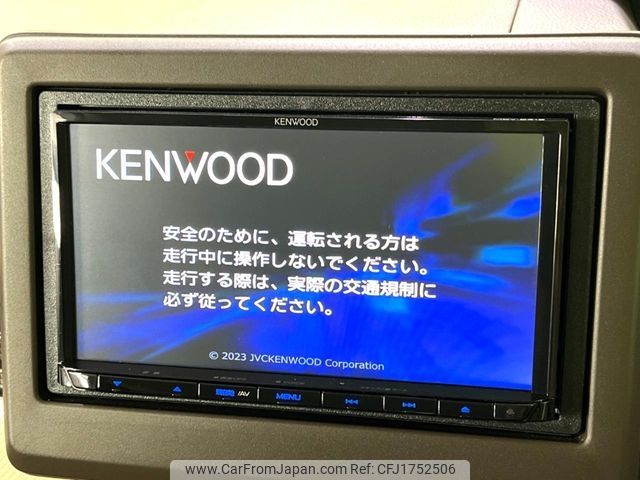 KENWOOD
KENWOOD
安全のために、運転される方は
走行中に操作しないでください。
走行する際は、実際の交通規制に
必ず従ってください。
© 2023 JVCKENWOOD Corporation
/AV
MENU
www.CarFromJapan.com | REF No: CFJ1752506